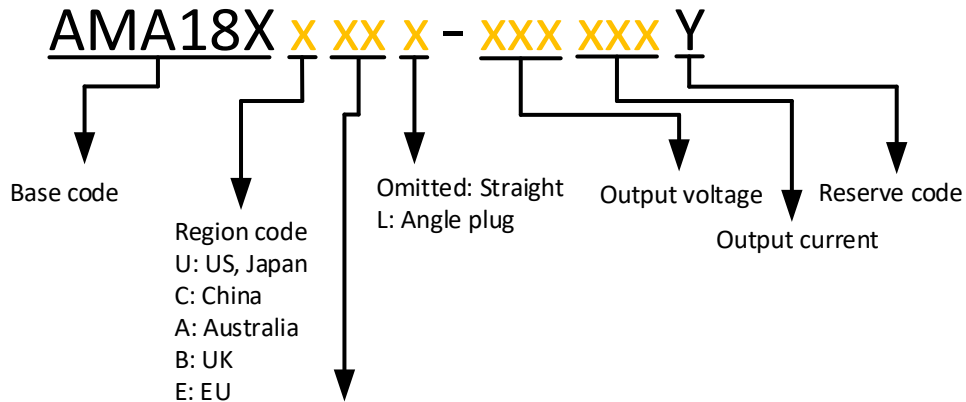 AMA18X x xx x - xxx xxx Y
Base code
Omitted: Straight
L: Angle plug
Output voltage
Reserve code
Output current
Region code
U: US, Japan
C: China
A: Australia
B: UK
E: EU